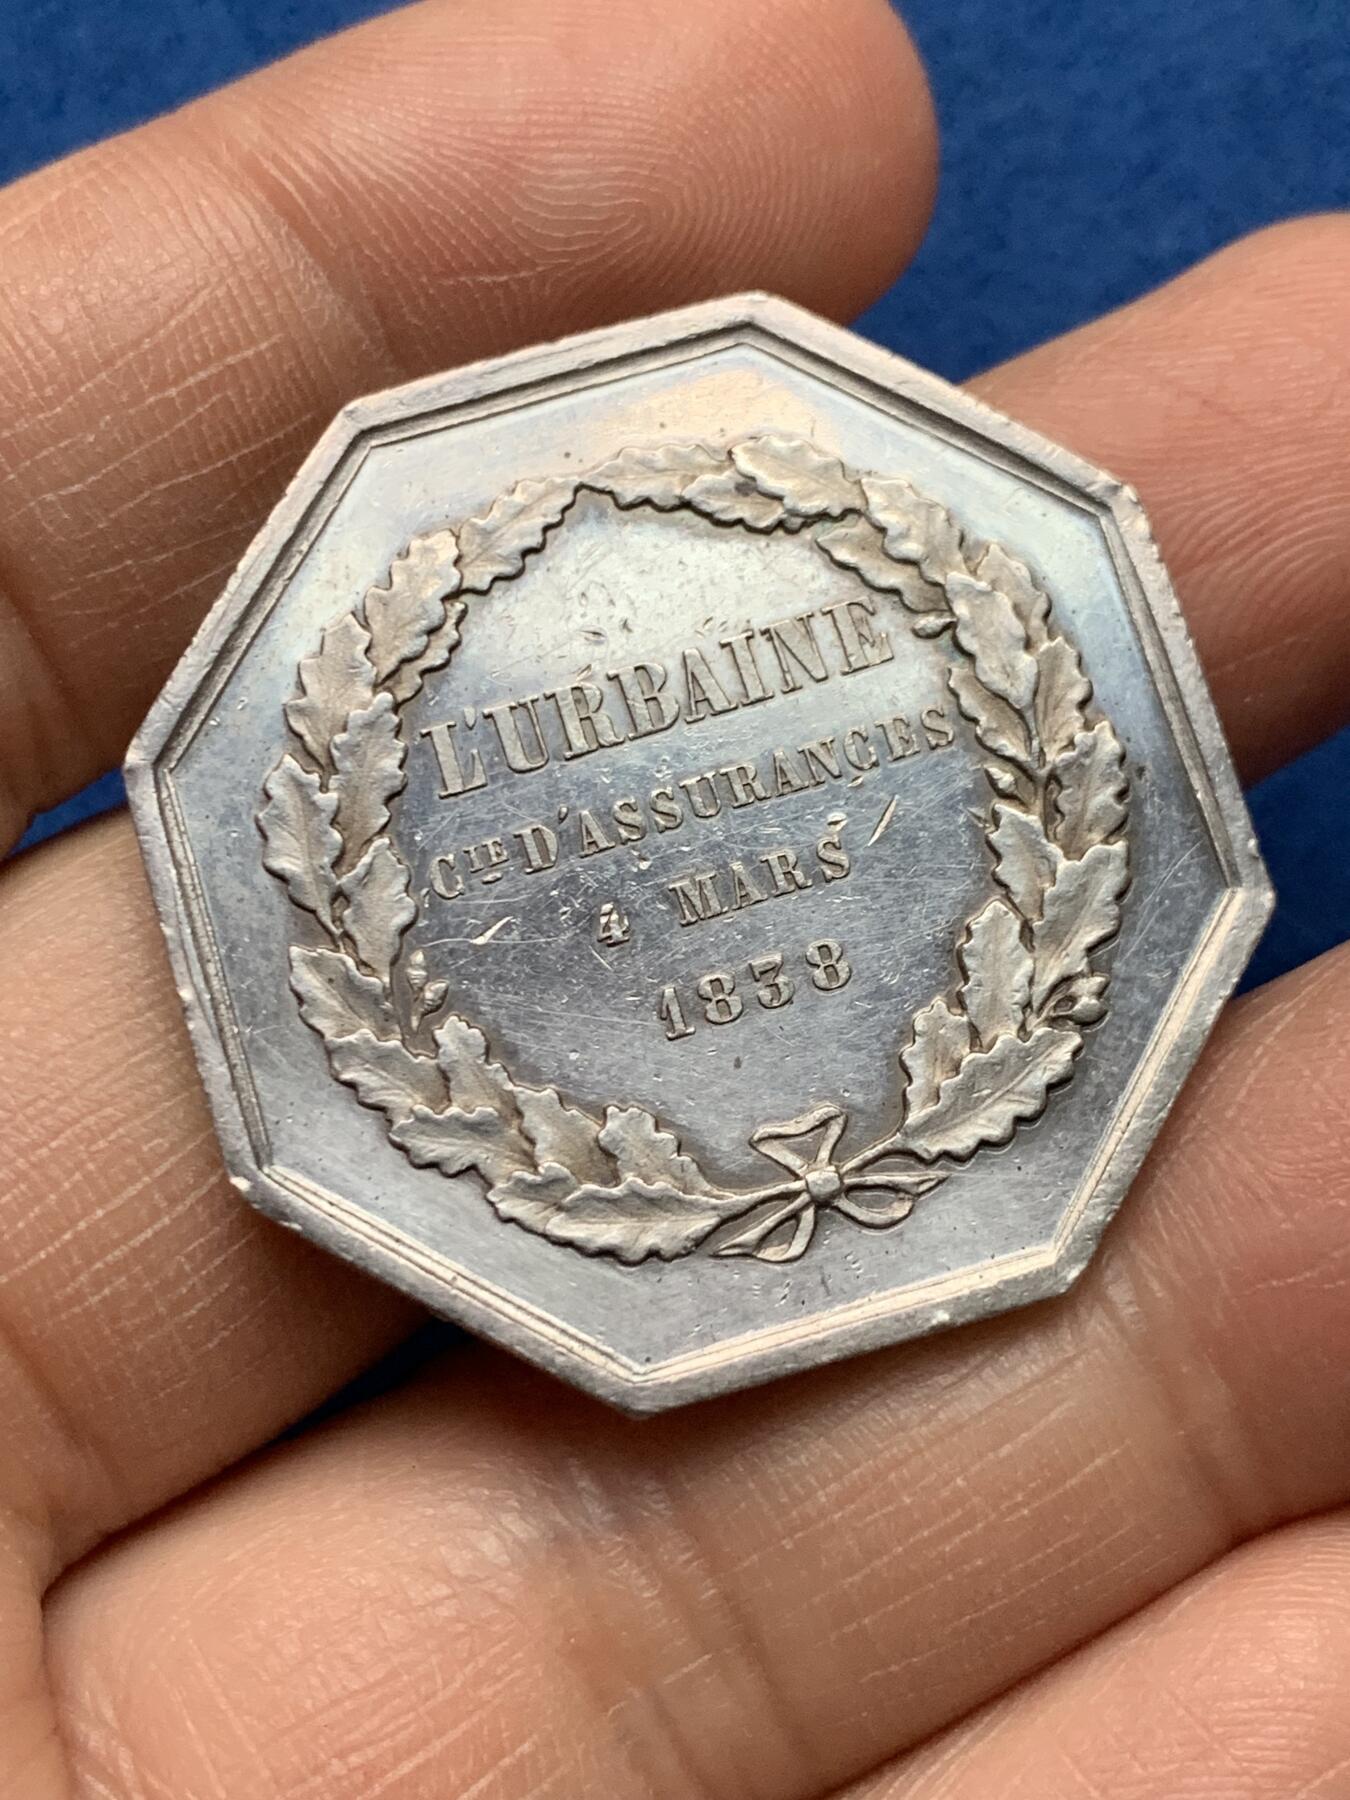 L'URBAINE
CIE D'ASSURANCES
4 MARS
1838